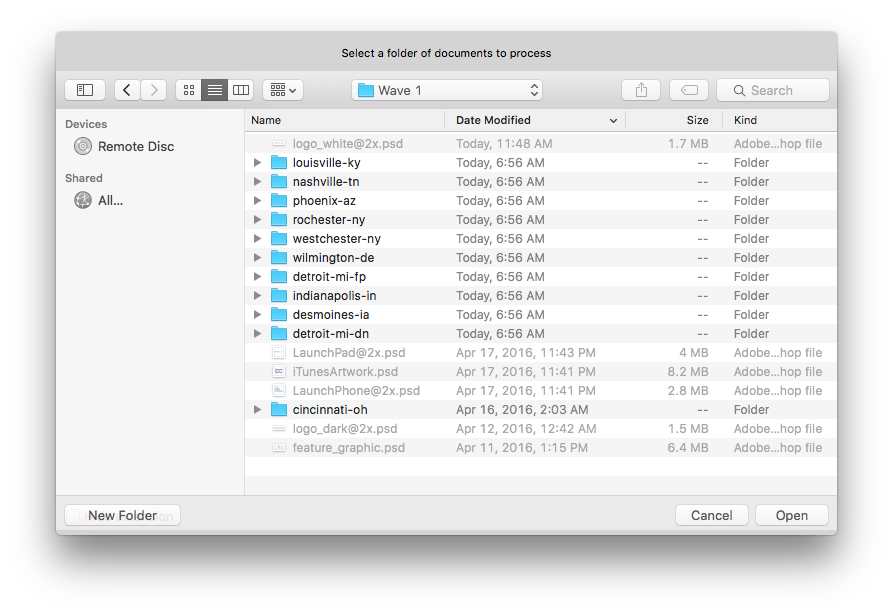 Select a folder of documents to process
Wave 1
Search
Devices
Remote Disc
Shared
All...
Name Date Modified Size Kind
logo_white@2x.psd Today, 11:48 AM 1.7 MB Adobe...hop file
louisville-ky Today, 6:56 AM -- Folder
nashville-tn Today, 6:56 AM -- Folder
phoenix-az Today, 6:56 AM -- Folder
rochester-ny Today, 6:56 AM -- Folder
westchester-ny Today, 6:56 AM -- Folder
wilmington-de Today, 6:56 AM -- Folder
detroit-mi-fp Today, 6:56 AM -- Folder
indianapolis-in Today, 6:56 AM -- Folder
desmoines-ia Today, 6:56 AM -- Folder
detroit-mi-dn Today, 6:56 AM -- Folder
LaunchPad@2x.psd Apr 17, 2016, 11:43 PM 4 MB Adobe...hop file
iTunesArtwork.psd Apr 17, 2016, 11:41 PM 8.2 MB Adobe...hop file
LaunchPhone@2x.psd Apr 17, 2016, 11:41 PM 2.8 MB Adobe...hop file
cincinnati-oh Apr 16, 2016, 2:03 AM -- Folder
logo_dark@2x.psd Apr 12, 2016, 12:42 AM 1.5 MB Adobe...hop file
feature_graphic.psd Apr 11, 2016, 1:15 PM 6.4 MB Adobe...hop file
New Folder Cancel Open